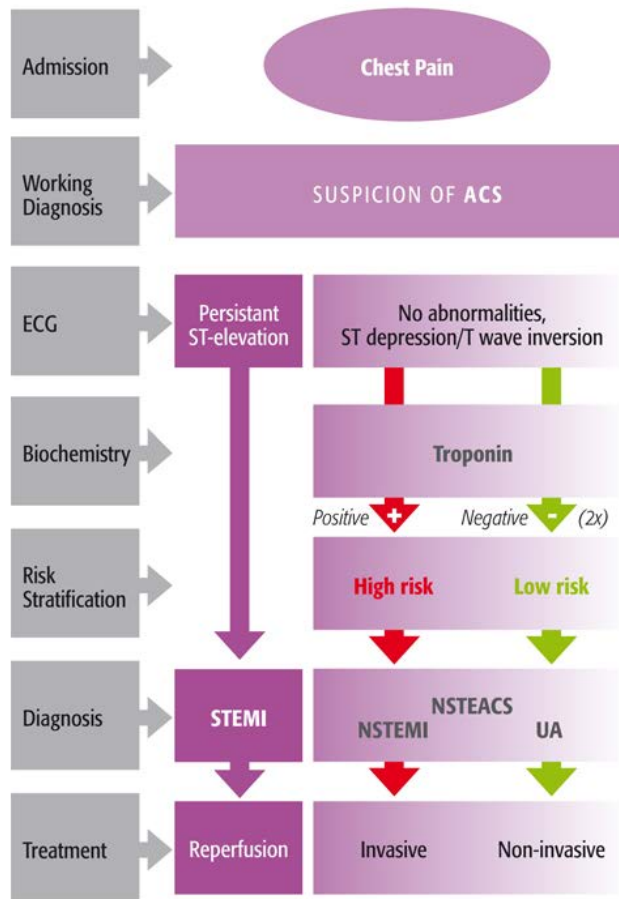 Admission
Chest Pain
Working
Diagnosis
SUSPICION OF ACS
ECG
Persistant
ST-elevation
No abnormalities,
ST depression/T wave inversion
Biochemistry
Troponin
Positive + Negative - (2x)
Risk
Stratification
High risk Low risk
Diagnosis
STEMI
NSTEACS
NSTEMI UA
Treatment
Reperfusion
Invasive Non-invasive